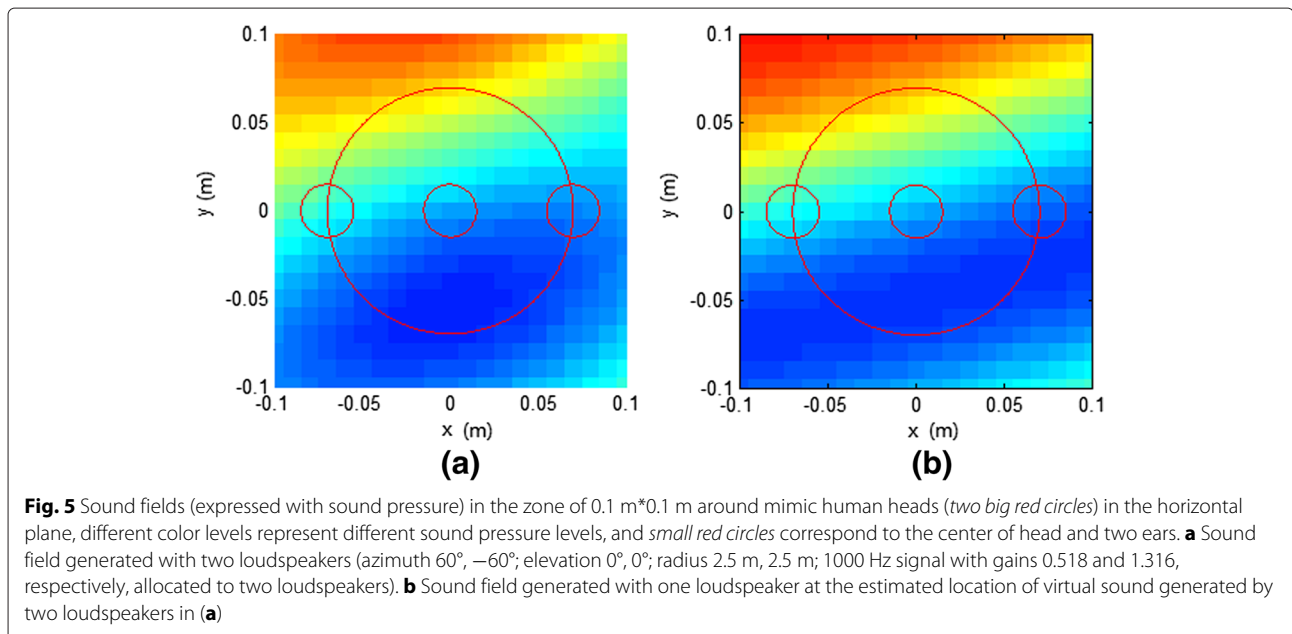 0.1
0.05
0
-0.05
-0.1
y (m)
-0.1
-0.05
0
0.05
0.1
x (m)
(a)
0.1
0.05
0
-0.05
-0.1
y (m)
-0.1
-0.05
0
0.05
0.1
x (m)
(b)
Fig. 5 Sound fields (expressed with sound pressure) in the zone of 0.1 m*0.1 m around mimic human heads (two big red circles) in the horizontal
plane, different color levels represent different sound pressure levels, and small red circles correspond to the center of head and two ears. a Sound
field generated with two loudspeakers (azimuth 60°, −60°; elevation 0°, 0°; radius 2.5 m, 2.5 m; 1000 Hz signal with gains 0.518 and 1.316,
respectively, allocated to two loudspeakers). b Sound field generated with one loudspeaker at the estimated location of virtual sound generated by
two loudspeakers in (a)